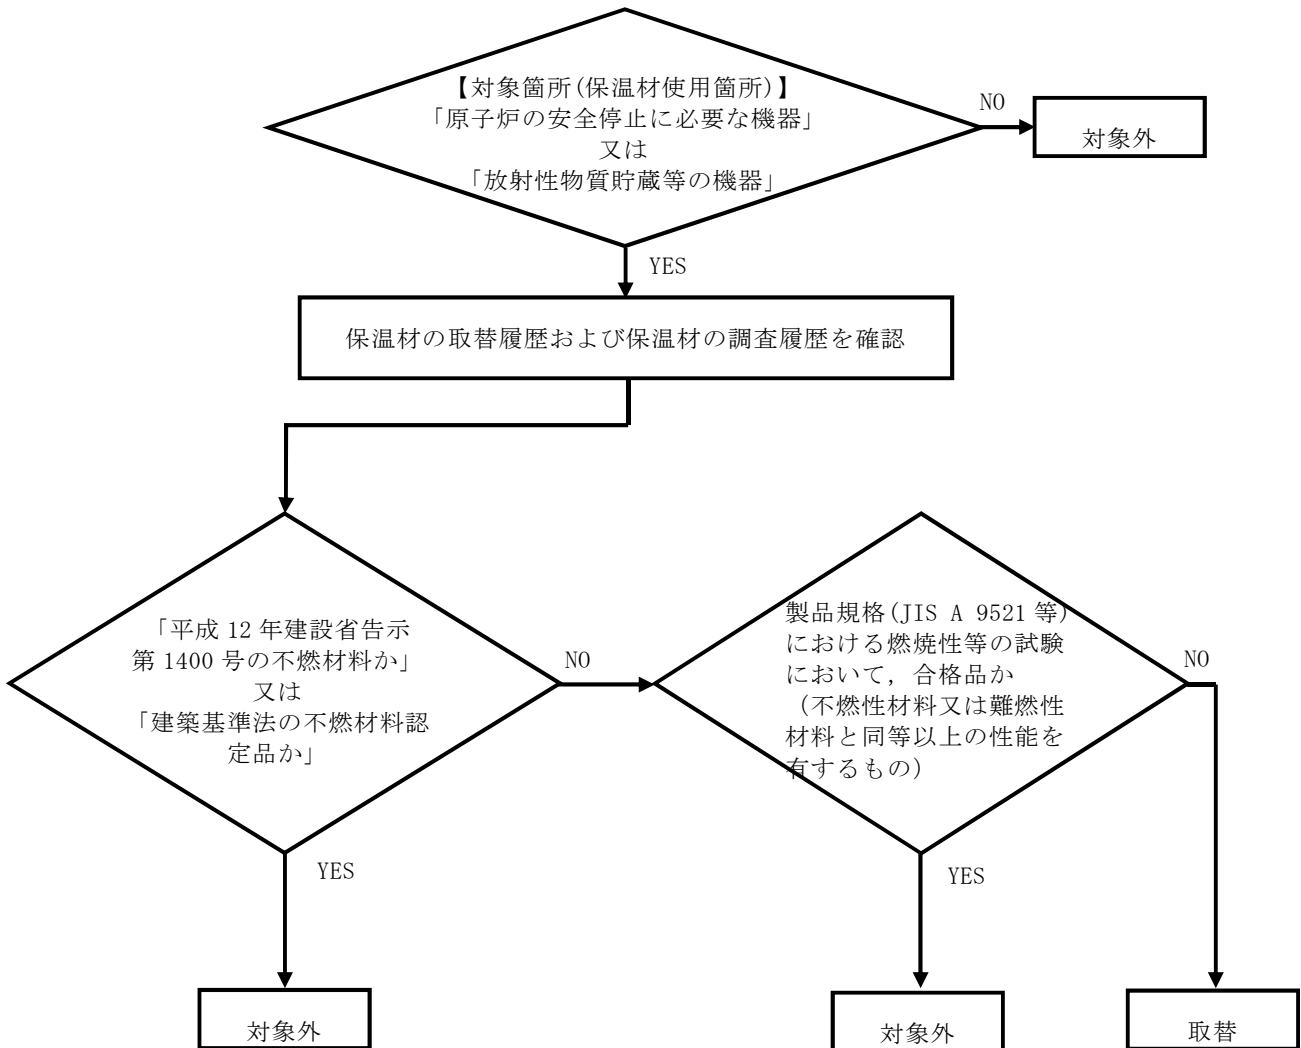 【対象箇所(保温材使用箇所)】
「原子炉の安全停止に必要な機器」
又は
「放射性物質貯蔵等の機器」
NO
対象外
YES
保温材の取替履歴および保温材の調査履歴を確認
「平成 12 年建設省告示
第 1400 号の不燃材料か」
又は
「建築基準法の不燃材料認
定品か」
NO
製品規格(JIS A 9521 等)
における燃焼性等の試験
において，合格品か
（不燃性材料又は難燃性
材料と同等以上の性能を
有するもの）
NO
YES
YES
対象外
対象外
取替